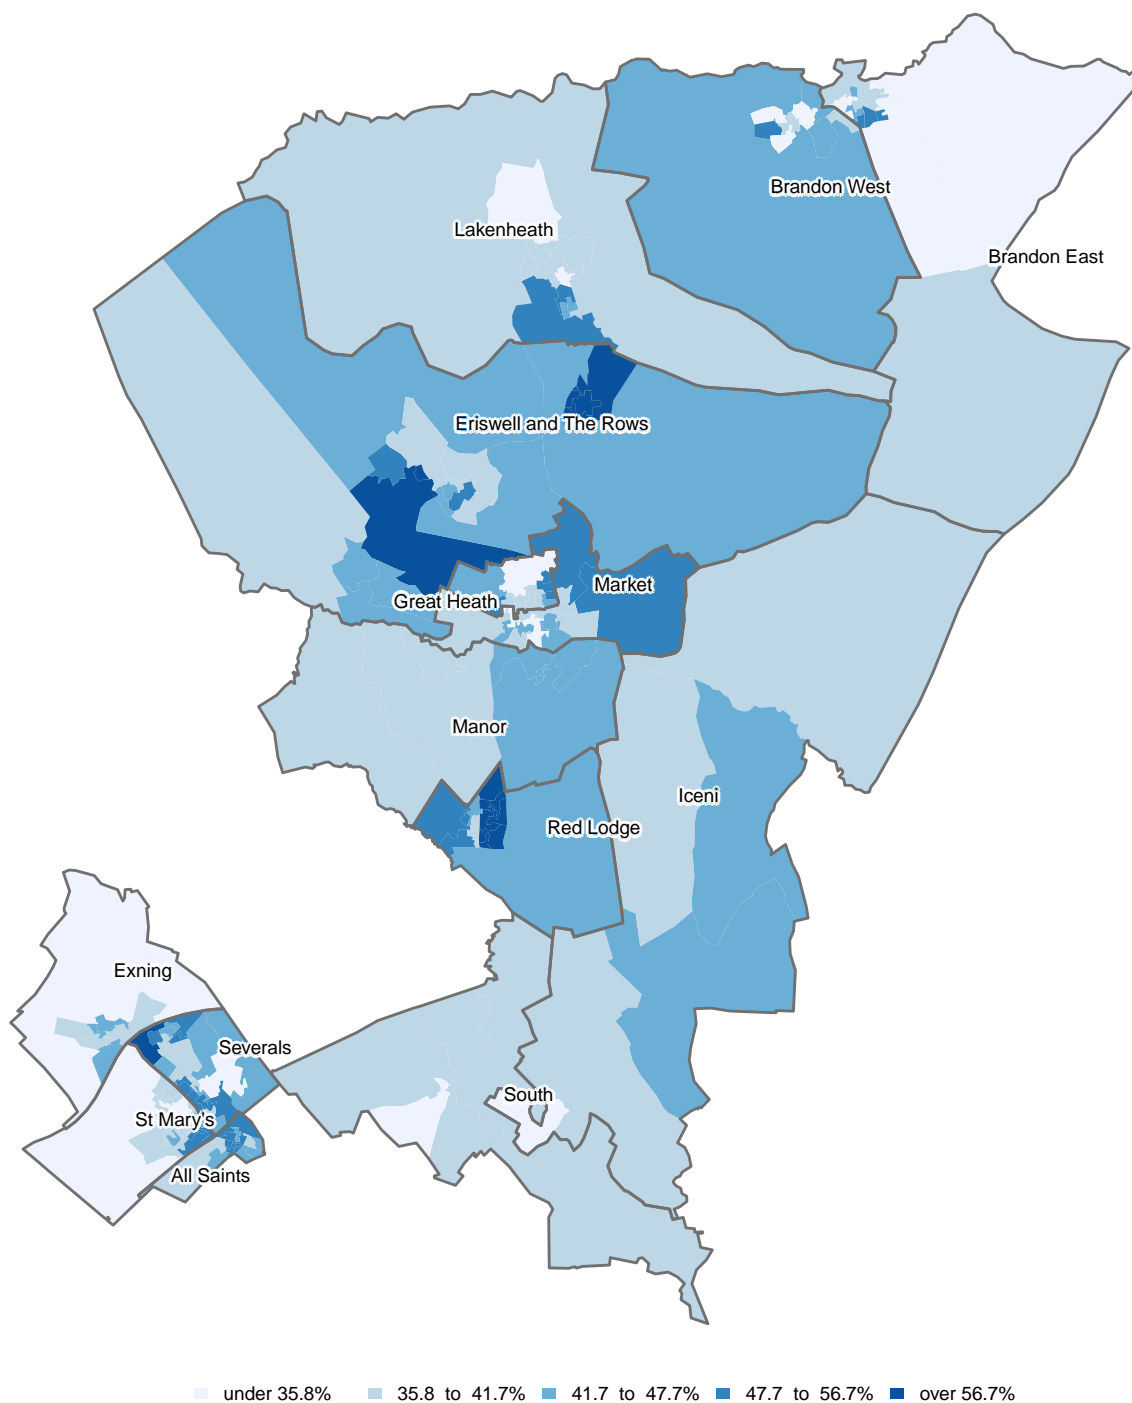 Brandon West
Lakenheath
Brandon East
Eriswell and The Rows
Market
Great Heath
Manor
Iceni
Red Lodge
Exning
Severals
South
St Mary's
All Saints
under 35.8% 35.8 to 41.7% 41.7 to 47.7% 47.7 to 56.7% over 56.7%